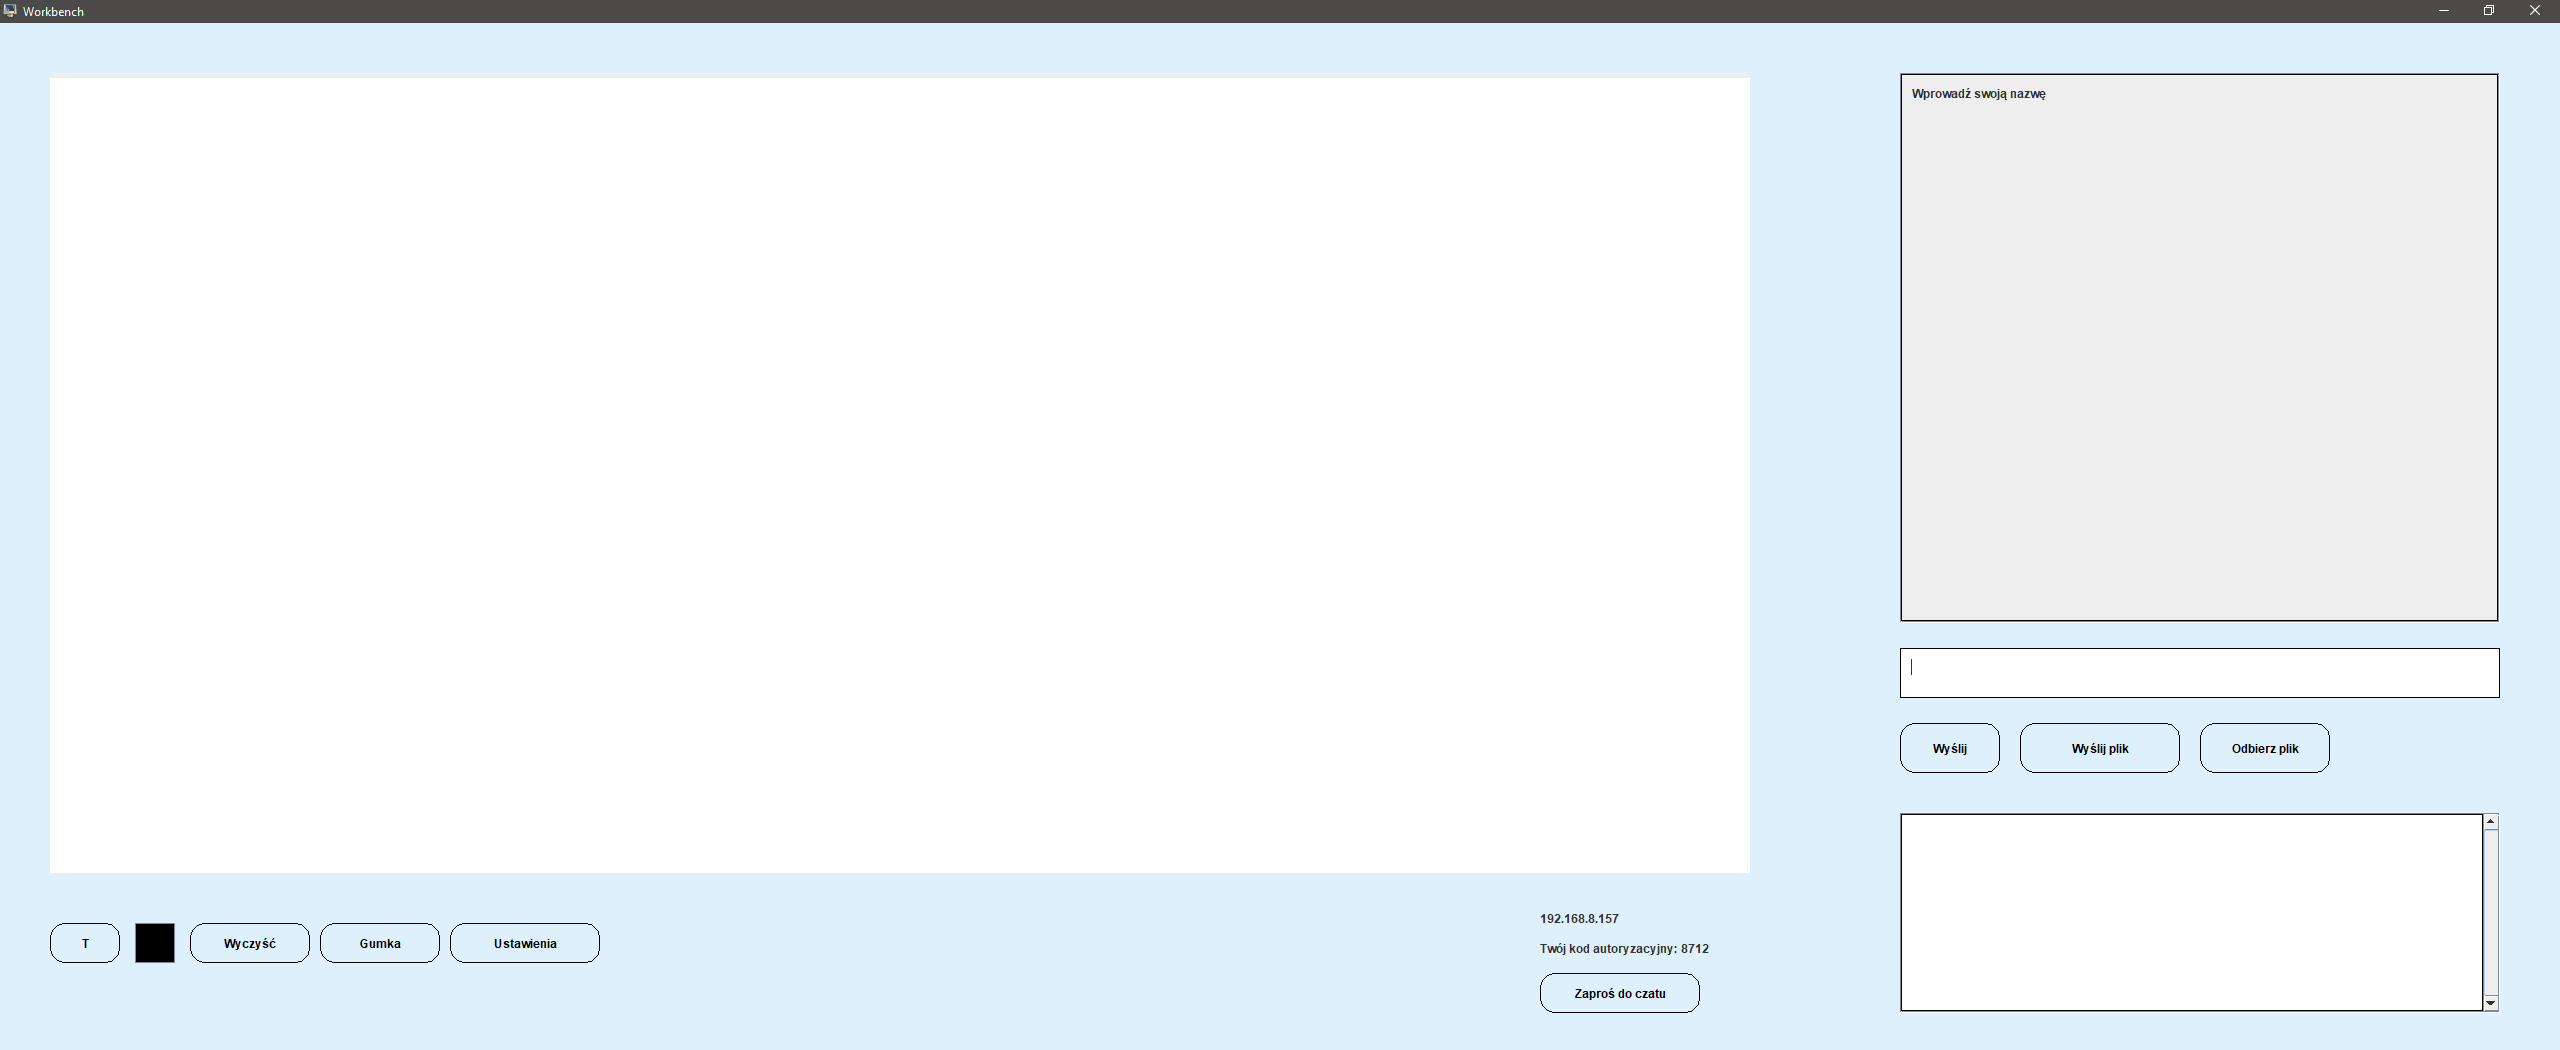 Workbench
Wprowadź swoją nazwę
Wyślij
Wyślij plik
Odbierz plik
192.168.8.157
T
Wyczyść
Gumka
Ustawienia
Twój kod autoryzacyjny: 8712
Zaproś do czatu